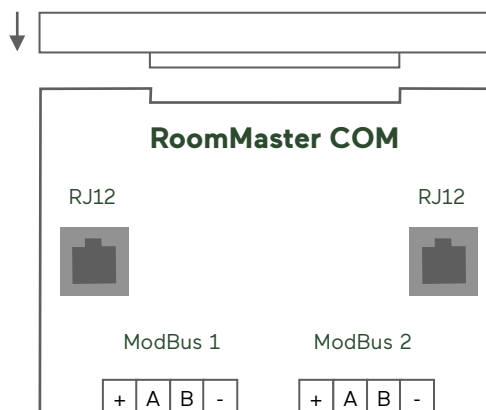 RoomMaster COM
RJ12 RJ12
ModBus 1 ModBus 2
+ A B - + A B -